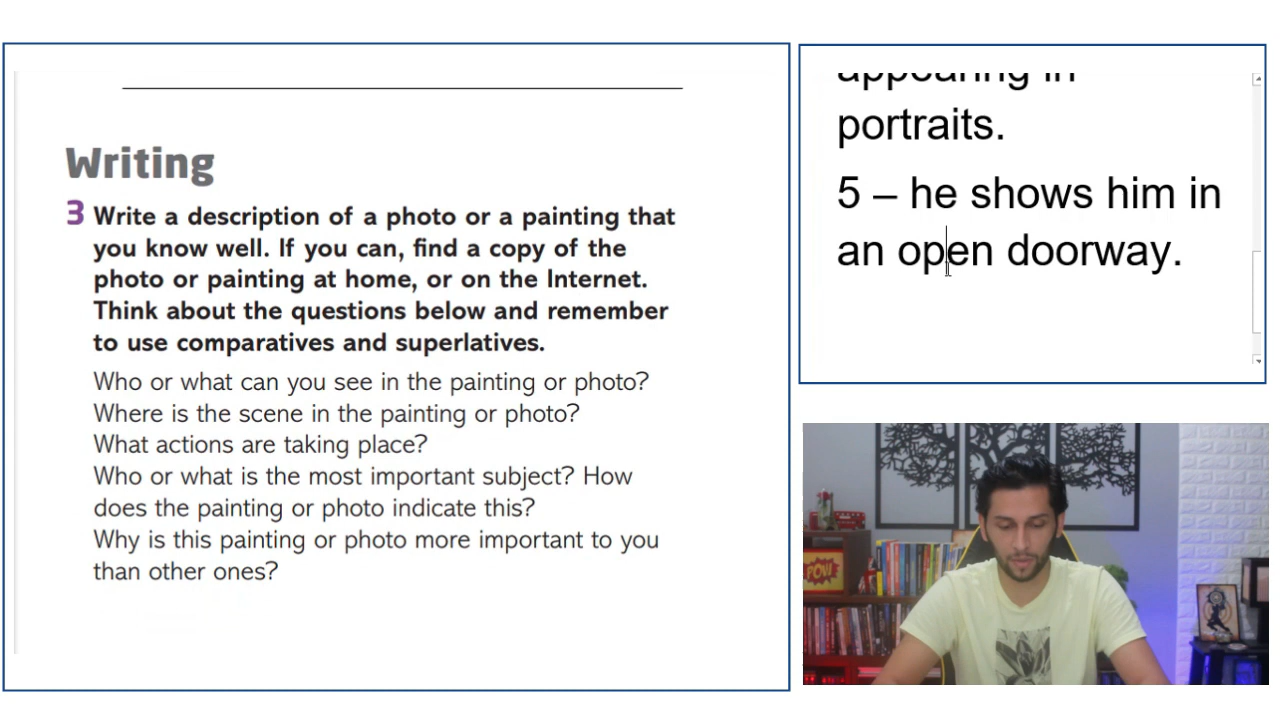 Writing
3 Write a description of a photo or a painting that
you know well. If you can, find a copy of the
photo or painting at home, or on the Internet.
Think about the questions below and remember
to use comparatives and superlatives.
Who or what can you see in the painting or photo?
Where is the scene in the painting or photo?
What actions are taking place?
Who or what is the most important subject? How
does the painting or photo indicate this?
Why is this painting or photo more important to you
than other ones?
appearing in
portraits.
5 – he shows him in
an open doorway.
POW